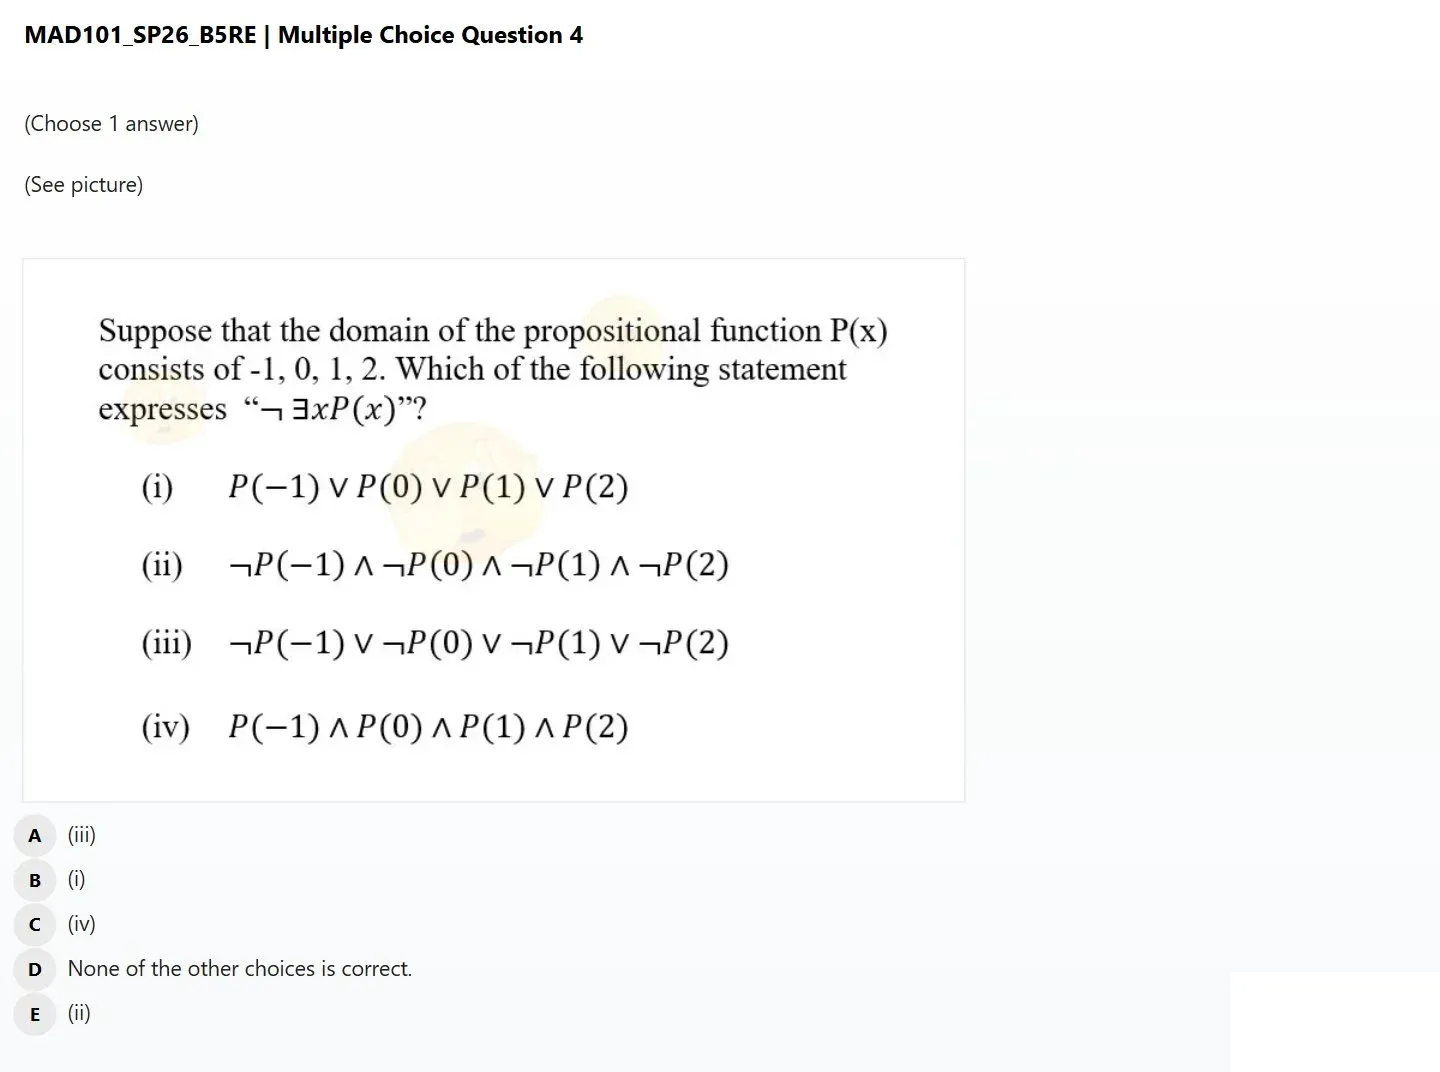 MAD101_SP26_B5RE | Multiple Choice Question 4
(Choose 1 answer)
(See picture)
Suppose that the domain of the propositional function P(x)
consists of -1, 0, 1, 2. Which of the following statement
expresses “¬ ∃xP(x)”?
(i) P(−1) ∨ P(0) ∨ P(1) ∨ P(2)
(ii) ¬P(−1) ∧ ¬P(0) ∧ ¬P(1) ∧ ¬P(2)
(iii) ¬P(−1) ∨ ¬P(0) ∨ ¬P(1) ∨ ¬P(2)
(iv) P(−1) ∧ P(0) ∧ P(1) ∧ P(2)
A (iii)
B (i)
C (iv)
D None of the other choices is correct.
E (ii)